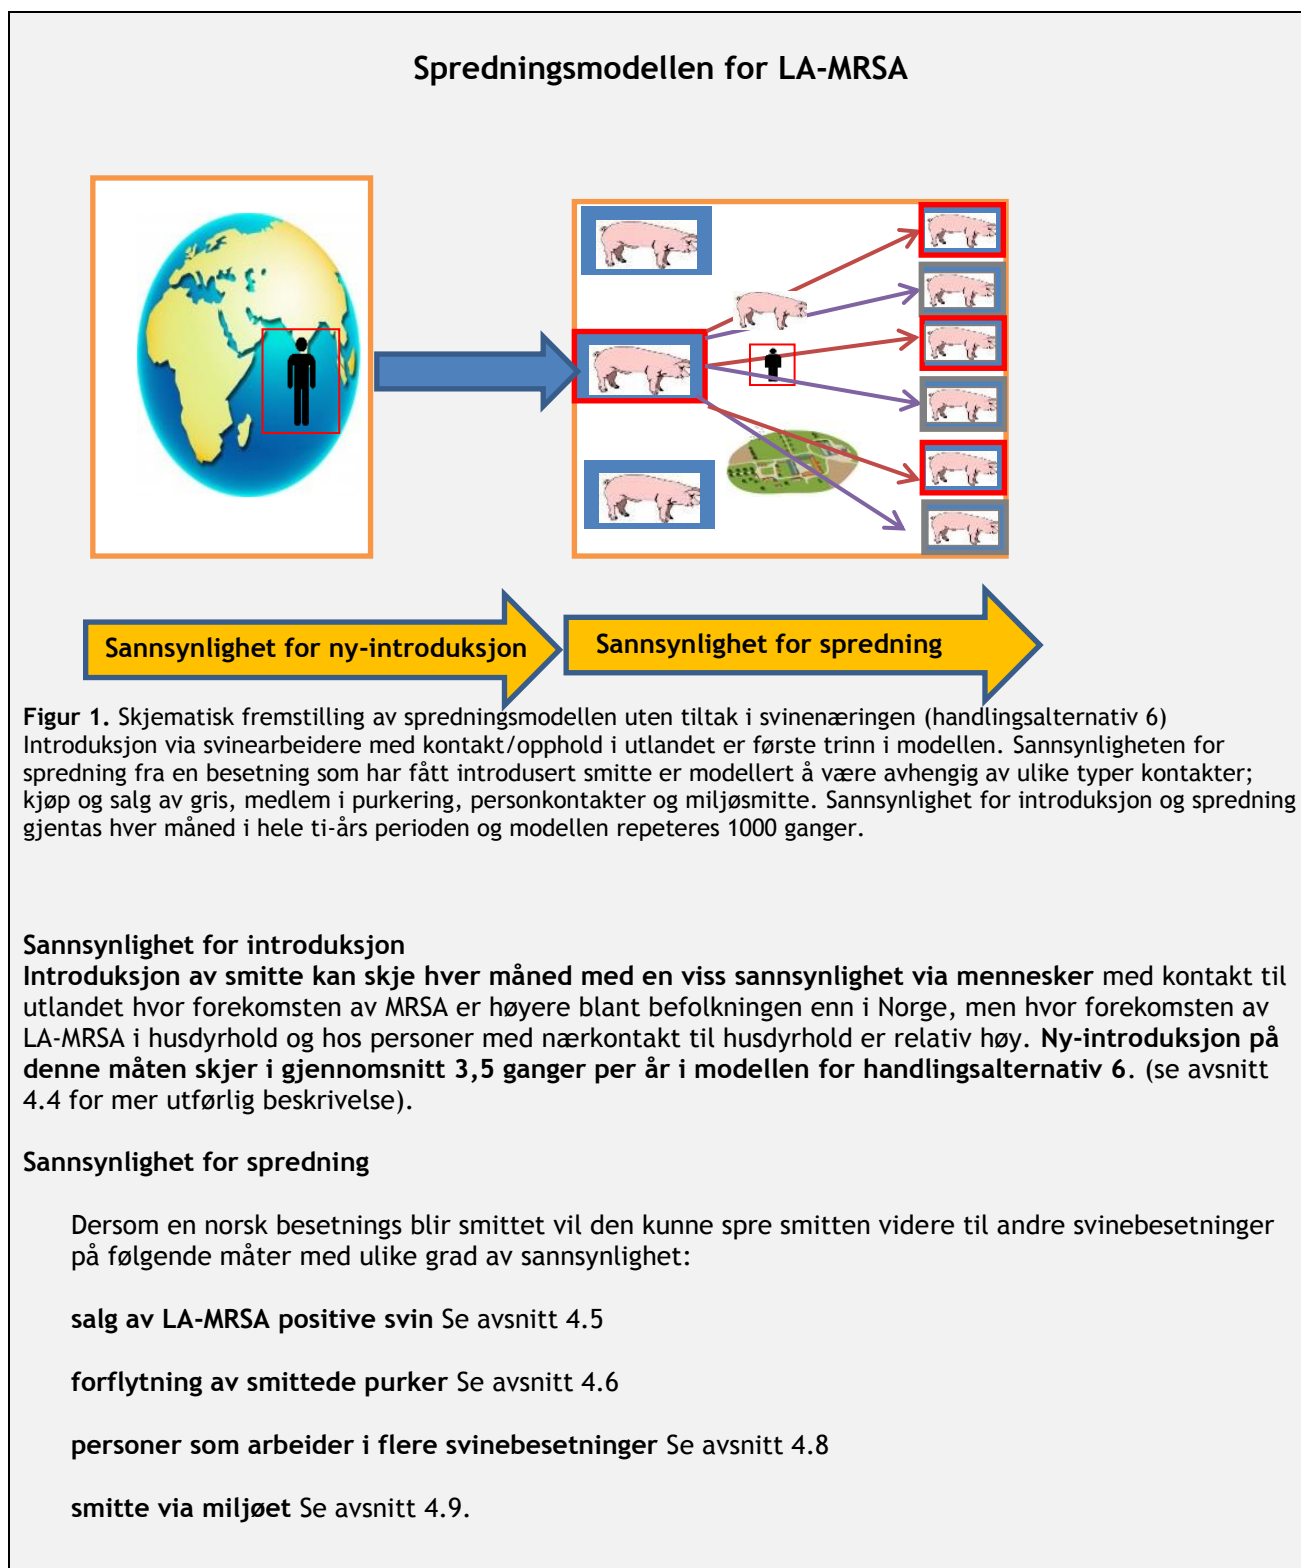 Spredningsmodellen for LA-MRSA
Sannsynlighet for ny-introduksjon
Sannsynlighet for spredning
Figur 1. Skjematisk fremstilling av spredningsmodellen uten tiltak i svinenæringen (handlingsalternativ 6)
Introduksjon via svinearbeidere med kontakt/opphold i utlandet er første trinn i modellen. Sannsynligheten for
spredning fra en besetning som har fått introdusert smitte er modellert å være avhengig av ulike typer kontakter;
kjøp og salg av gris, medlem i purkering, personkontakter og miljøsmitte. Sannsynlighet for introduksjon og spredning
gjentas hver måned i hele ti-års perioden og modellen repeteres 1000 ganger.
Sannsynlighet for introduksjon
Introduksjon av smitte kan skje hver måned med en viss sannsynlighet via mennesker med kontakt til
utlandet hvor forekomsten av MRSA er høyere blant befolkningen enn i Norge, men hvor forekomsten av
LA-MRSA i husdyrhold og hos personer med nærkontakt til husdyrhold er relativ høy. Ny-introduksjon på
denne måten skjer i gjennomsnitt 3,5 ganger per år i modellen for handlingsalternativ 6. (se avsnitt
4.4 for mer utførlig beskrivelse).
Sannsynlighet for spredning
Dersom en norsk besetnings blir smittet vil den kunne spre smitten videre til andre svinebesetninger
på følgende måter med ulike grad av sannsynlighet:
salg av LA-MRSA positive svin Se avsnitt 4.5
forflytning av smittede purker Se avsnitt 4.6
personer som arbeider i flere svinebesetninger Se avsnitt 4.8
smitte via miljøet Se avsnitt 4.9.